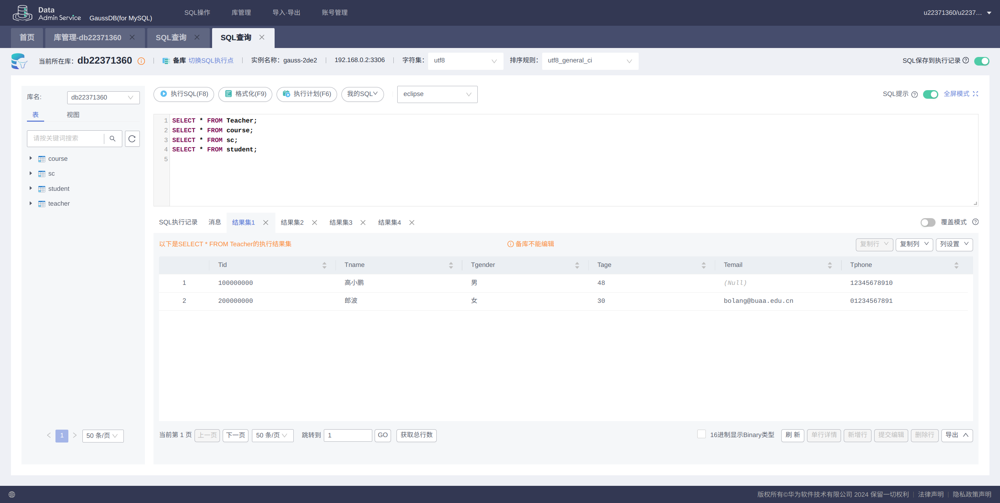 Data
Admin Service GaussDB(for MySQL) SQL操作 库管理 导入·导出 账号管理 u22371360/u2237...
首页 库管理-db22371360 SQL查询 SQL查询
当前所在库: db22371360 备库 切换SQL执行点 实例名称: gauss-2de2 192.168.0.2:3306 字符集: utf8 排序规则: utf8_general_ci SQL保存到执行记录
库名: db22371360 执行SQL(F8) 格式化(F9) 执行计划(F6) 我的SQL eclipse SQL提示 全屏模式
表 视图
请按关键词搜索
course
sc
student
teacher
1 SELECT * FROM Teacher;
2 SELECT * FROM course;
3 SELECT * FROM sc;
4 SELECT * FROM student;
5
SQL执行记录 消息 结果集1 结果集2 结果集3 结果集4 覆盖模式
以下是SELECT * FROM Teacher的执行结果集 备库不能编辑 复制行 复制列 列设置
Tid Tname Tgender Tage Temail Tphone
1 100000000 高小鹏 男 48 (Null) 12345678910
2 200000000 郎波 女 30 bolang@buaa.edu.cn 01234567891
1 50 条/页
当前第 1 页 上一页 下一页 50 条/页 跳转到 1 GO 获取总行数 16进制显示Binary类型 刷 新 单行详情 新增行 提交编辑 删除行 导出
版权所有©华为软件技术有限公司 2024 保留一切权利 法律声明 隐私政策声明